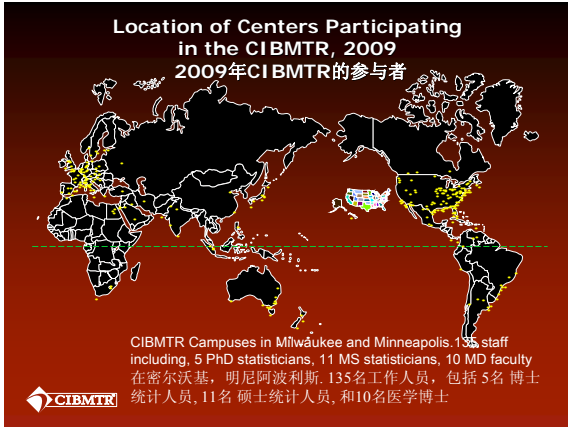 Location of Centers Participating
in the CIBMTR, 2009
2009年CIBMTR的参与者
CIBMTR Campuses in Milwaukee and Minneapolis.135 staff
including, 5 PhD statisticians, 11 MS statisticians, 10 MD faculty
在密尔沃基，明尼阿波利斯. 135名工作人员，包括 5名 博士
统计人员, 11名 硕士统计人员, 和10名医学博士
CIBMTR